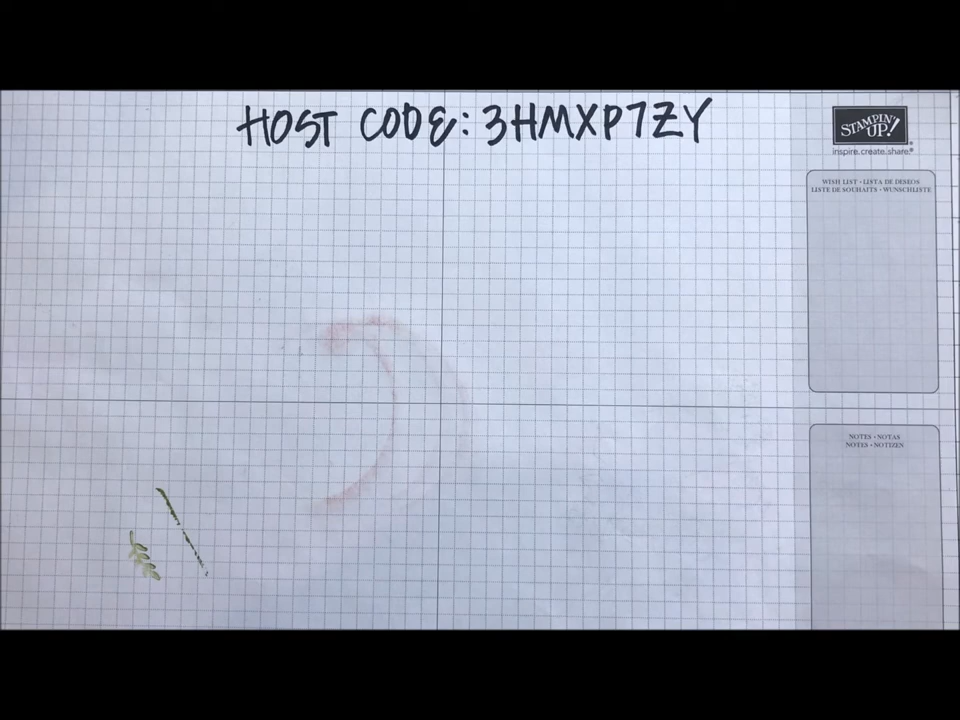 HOST CODE: 3HMXP7ZY
STAMPIN' UP!®
inspire.create.share.®
WISH LIST • LISTA DE DESEOS
LISTE DE SOUHAITS • WUNSCHLISTE
NOTES • NOTAS
NOTES • NOTIZEN